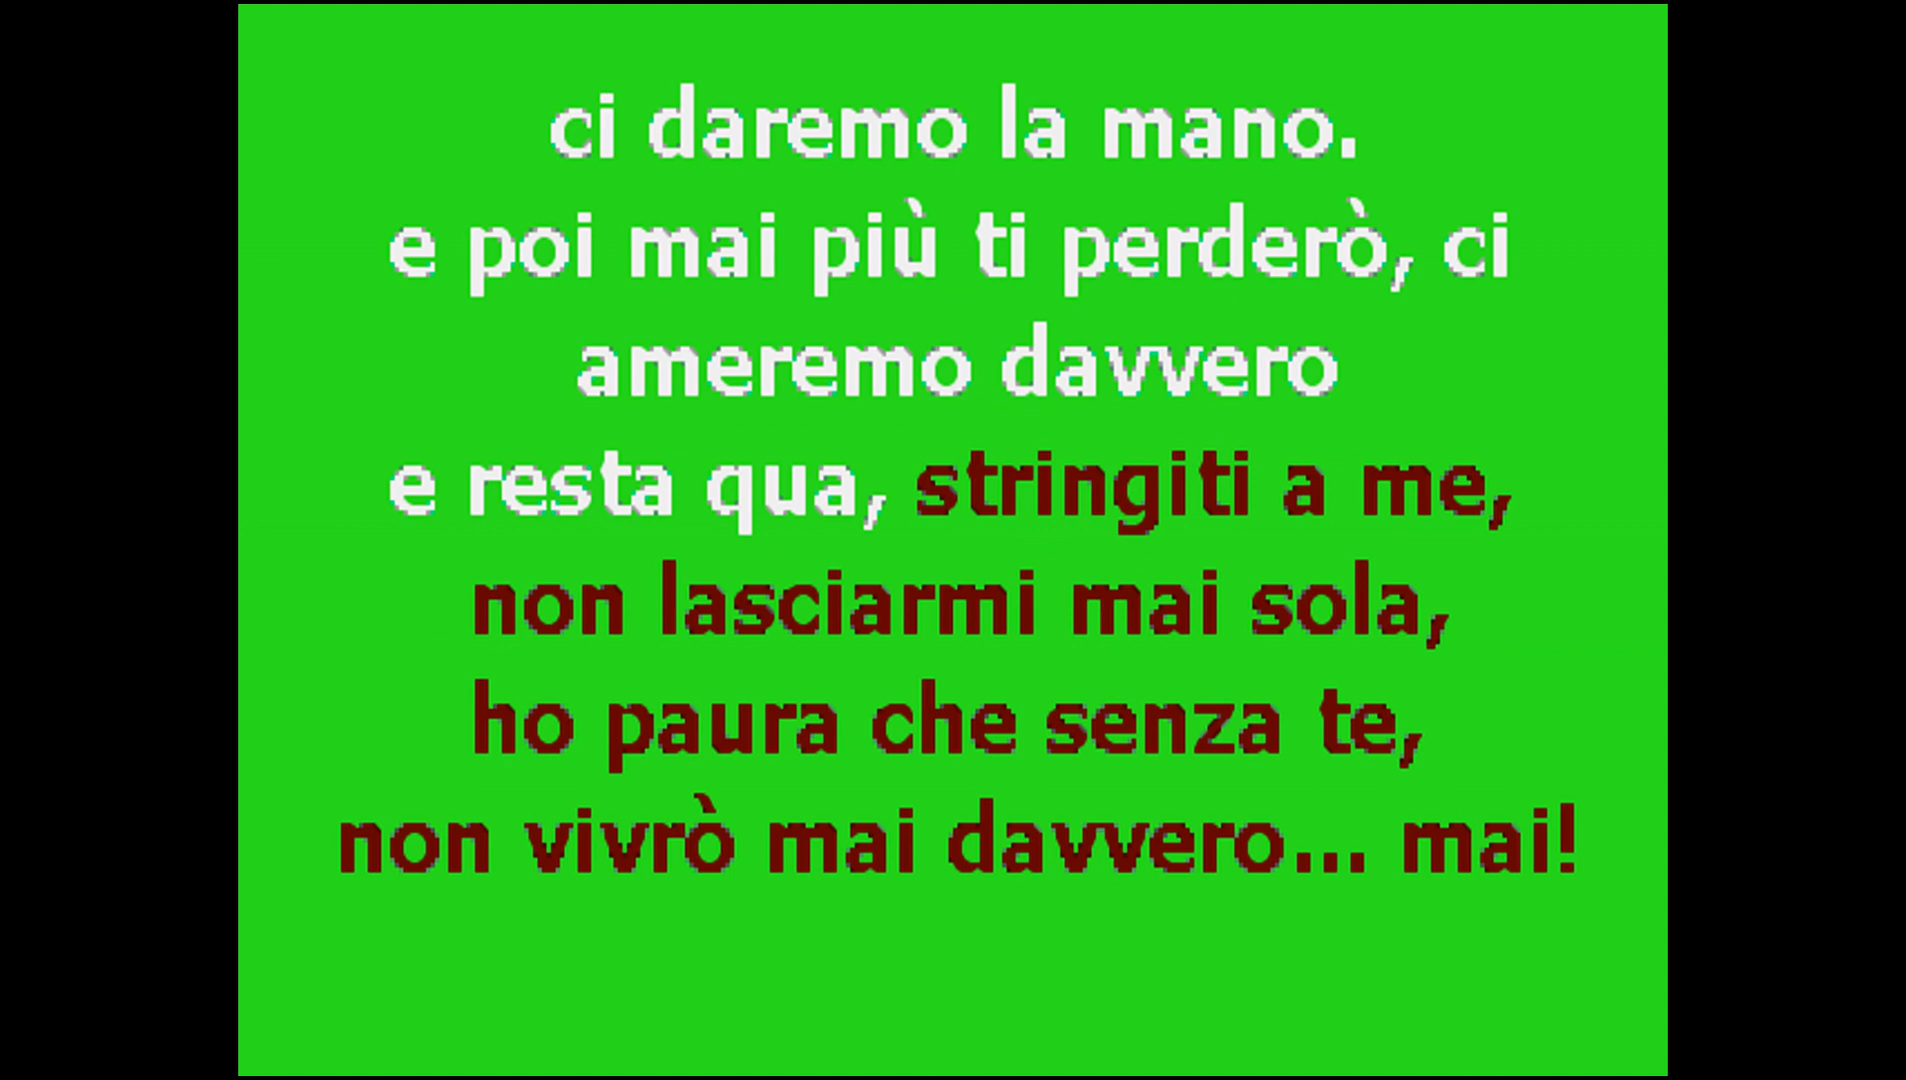 ci daremo la mano.
e poi mai più ti perderò, ci
ameremo davvero
e resta qua, stringiti a me,
non lasciarmi mai sola,
ho paura che senza te,
non vivrò mai davvero... mai!